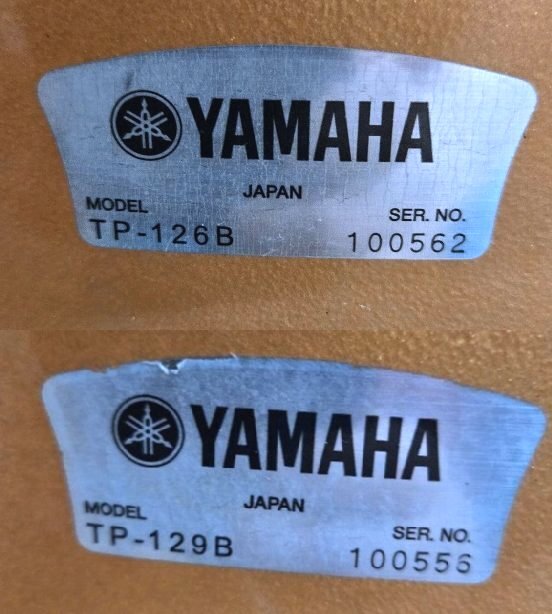 YAMAHA
JAPAN
MODEL SER. NO.
TP-126B 100562
YAMAHA
JAPAN
MODEL SER. NO.
TP-129B 100556